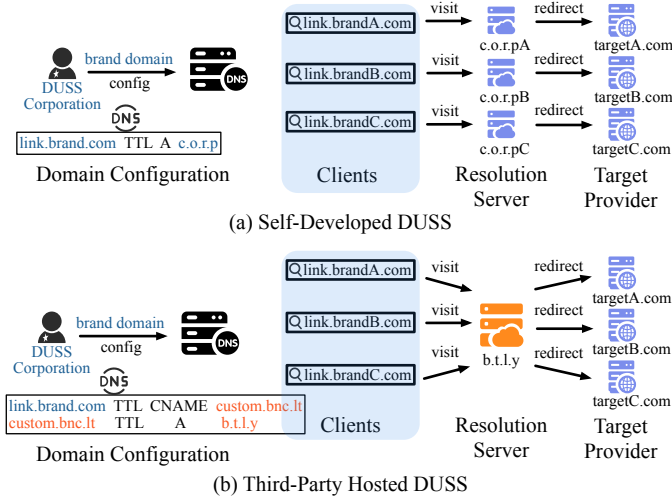 link.brandA.com visit redirect
brand domain c.o.r.pA targetA.com
config DNS
DUSS link.brandB.com visit redirect
Corporation c.o.r.pB targetB.com
DNS
link.brandC.com visit redirect
link.brand.com TTL A c.o.r.p c.o.r.pC targetC.com
Domain Configuration Clients Resolution Server Target Provider
(a) Self-Developed DUSS
link.brandA.com visit redirect
targetA.com
brand domain
config DNS
DUSS link.brandB.com visit redirect
Corporation targetB.com
DNS
link.brandC.com visit b.t.l.y redirect
link.brand.com TTL CNAME custom.bnc.lt targetC.com
custom.bnc.lt TTL A b.t.l.y
Domain Configuration Clients Resolution Server Target Provider
(b) Third-Party Hosted DUSS